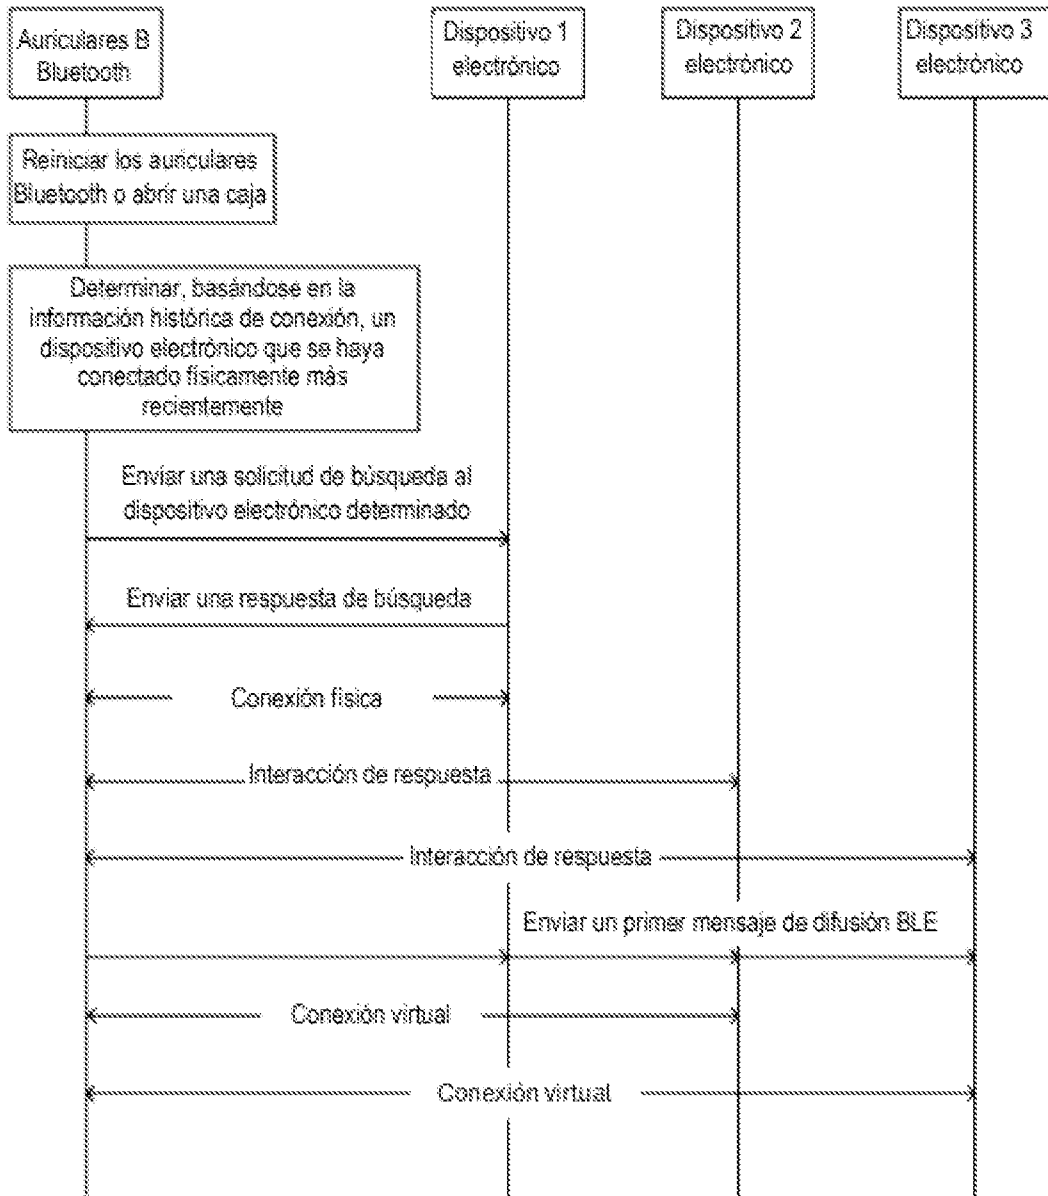 Auriculares B
Bluetooth
Dispositivo 1
electrónico
Dispositivo 2
electrónico
Dispositivo 3
electrónico
Reiniciar los auriculares
Bluetooth o abrir una caja
Determinar, basándose en la
información histórica de conexión, un
dispositivo electrónico que se haya
conectado físicamente más
recientemente
Enviar una solicitud de búsqueda al
dispositivo electrónico determinado
Enviar una respuesta de búsqueda
Conexión física
Interacción de respuesta
Interacción de respuesta
Enviar un primer mensaje de difusión BLE
Conexión virtual
Conexión virtual